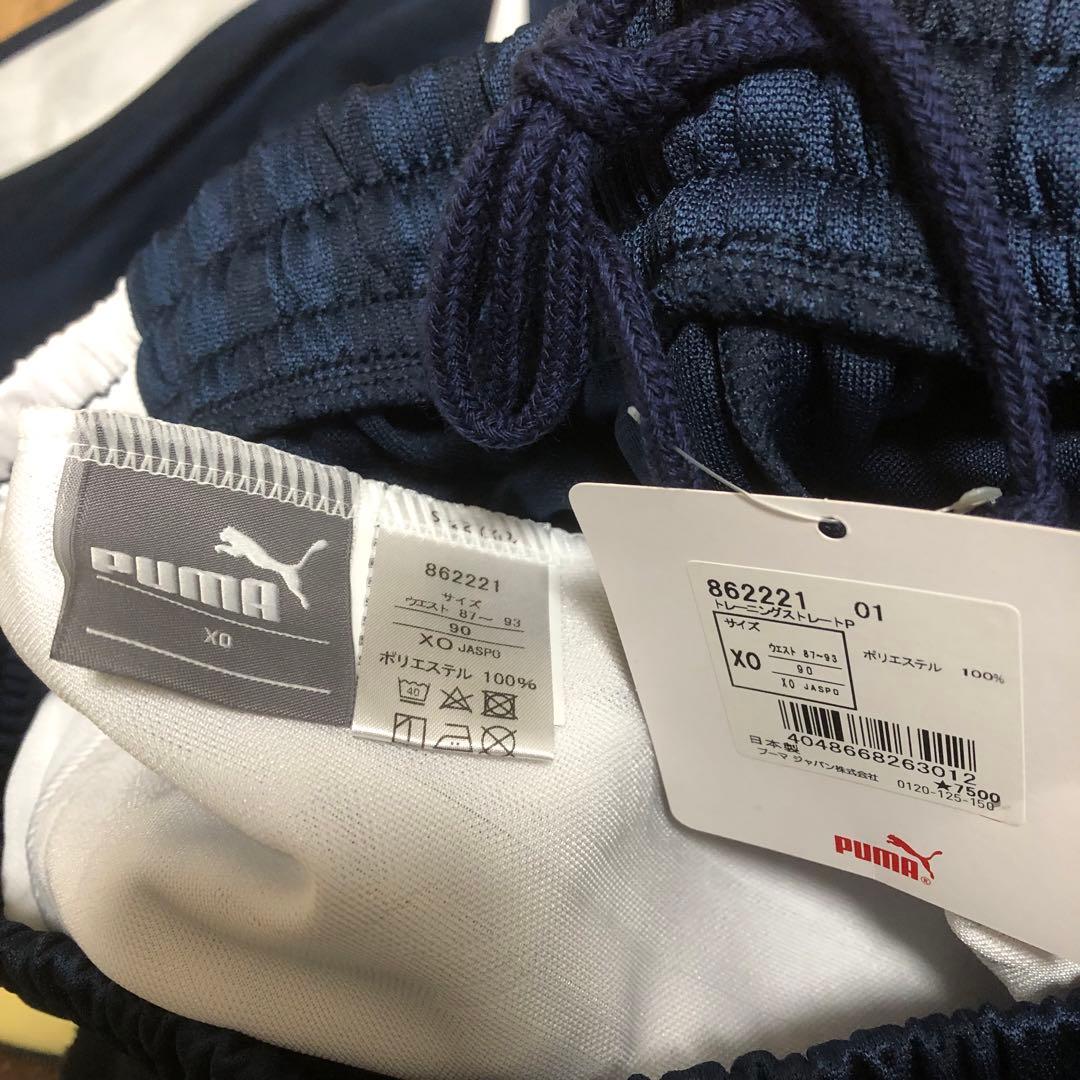 PUMA
XO
862221
サイズ
ウエスト 87～ 93
90
XO JASPO
ポリエステル 100%
40
862221 01
トレーニングストレートP
サイズ
XO
ウエスト 87~93
90
XO JASPO
ポリエステル 100%
4048668263012
日本製
★7500
プーマ ジャパン株式会社
0120-125-150
PUMA®